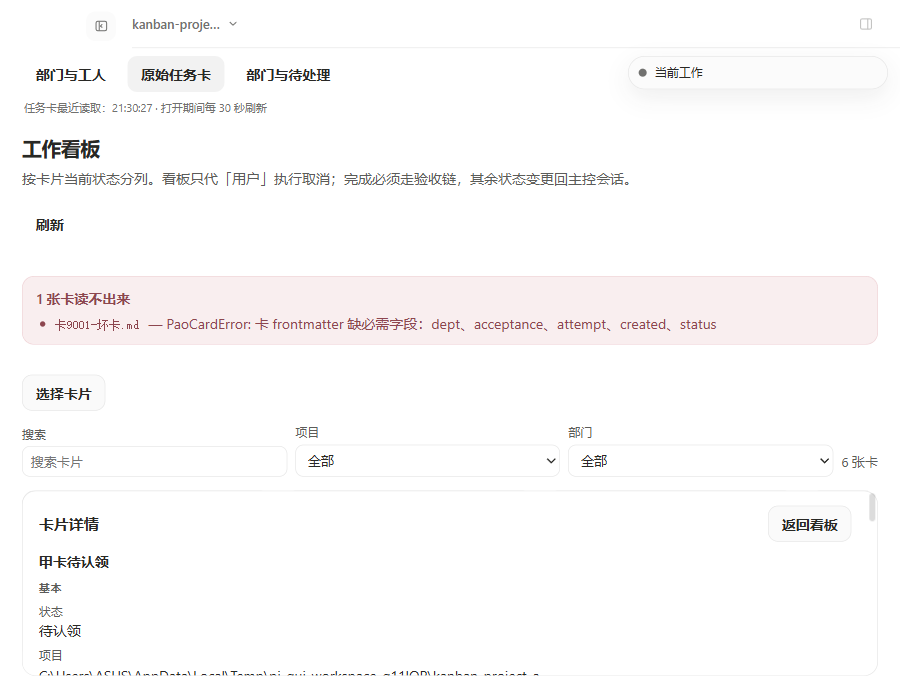 kanban-proje...
部门与工人
原始任务卡
部门与待处理
当前工作
任务卡最近读取：21:30:27 · 打开期间每 30 秒刷新
工作看板
按卡片当前状态分列。看板只代「用户」执行取消；完成必须走验收链，其余状态变更回主控会话。
刷新
1 张卡读不出来
卡9001-坏卡.md — PaoCardError: 卡 frontmatter 缺必需字段：dept、acceptance、attempt、created、status
选择卡片
搜索
项目
部门
搜索卡片
全部
全部
6 张卡
卡片详情
返回看板
甲卡待认领
基本
状态
待认领
项目